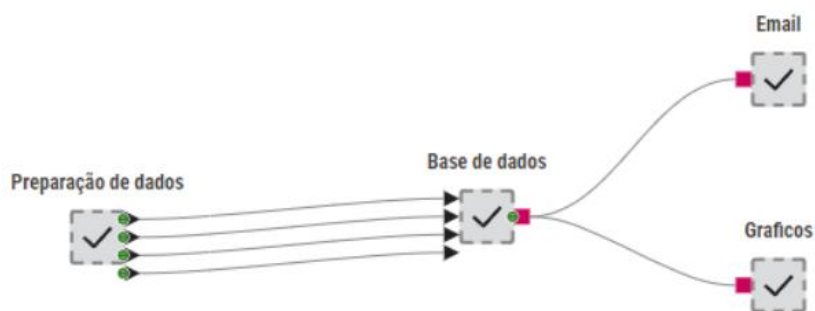 Email
Base de dados
Preparação de dados
Graficos